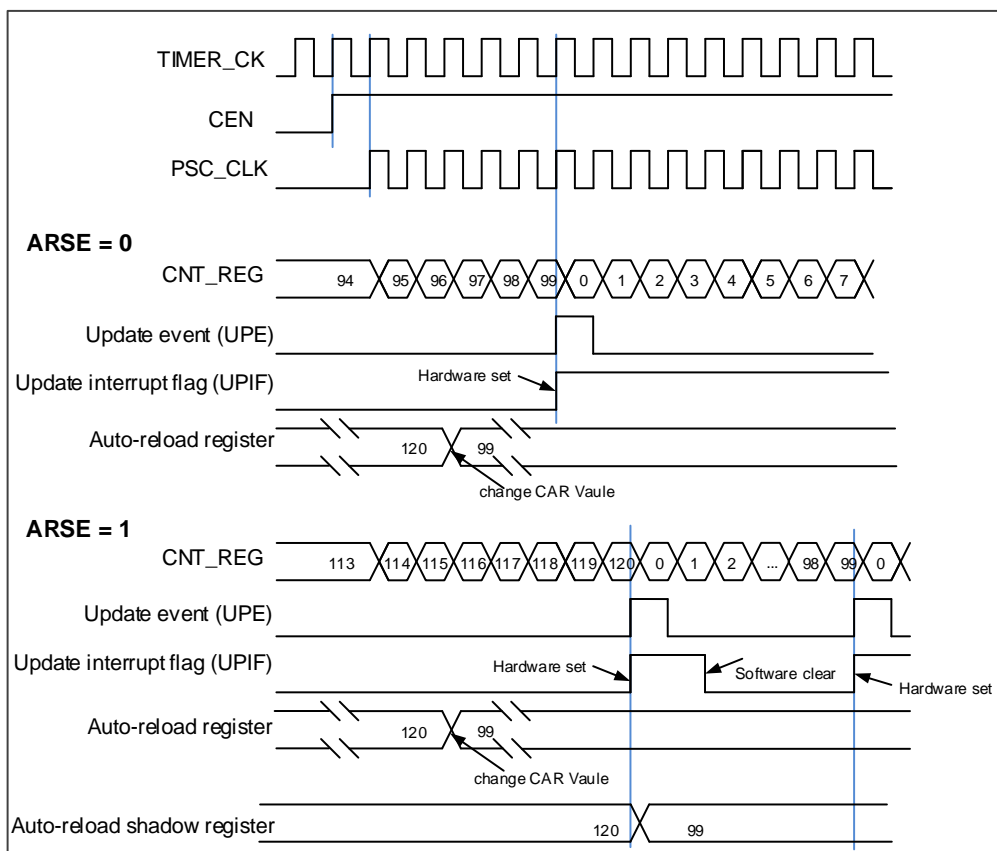 TIMER_CK
CEN
PSC_CLK
ARSE = 0
CNT_REG 94 95 96 97 98 99 0 1 2 3 4 5 6 7
Update event (UPE)
Update interrupt flag (UPIF) Hardware set
Auto-reload register 120 99
change CAR Vaule
ARSE = 1
CNT_REG 113 114 115 116 117 118 119 120 0 1 2 ... 98 99 0
Update event (UPE)
Update interrupt flag (UPIF) Hardware set Software clear Hardware set
Auto-reload register 120 99
change CAR Vaule
Auto-reload shadow register 120 99